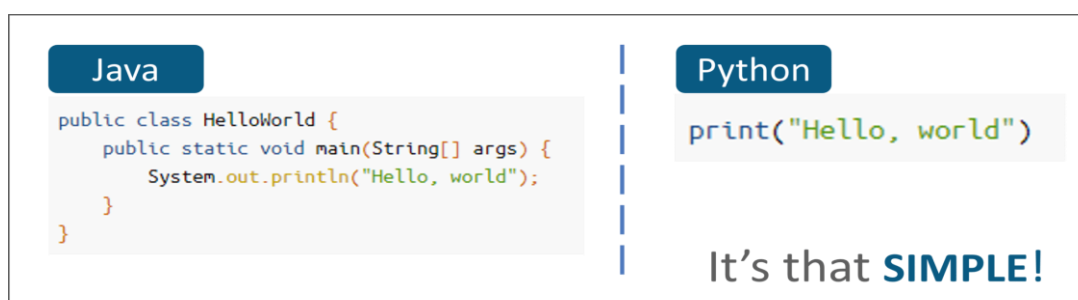 Java
public class HelloWorld {
    public static void main(String[] args) {
        System.out.println("Hello, world");
    }
}
Python
print("Hello, world")
It's that SIMPLE!